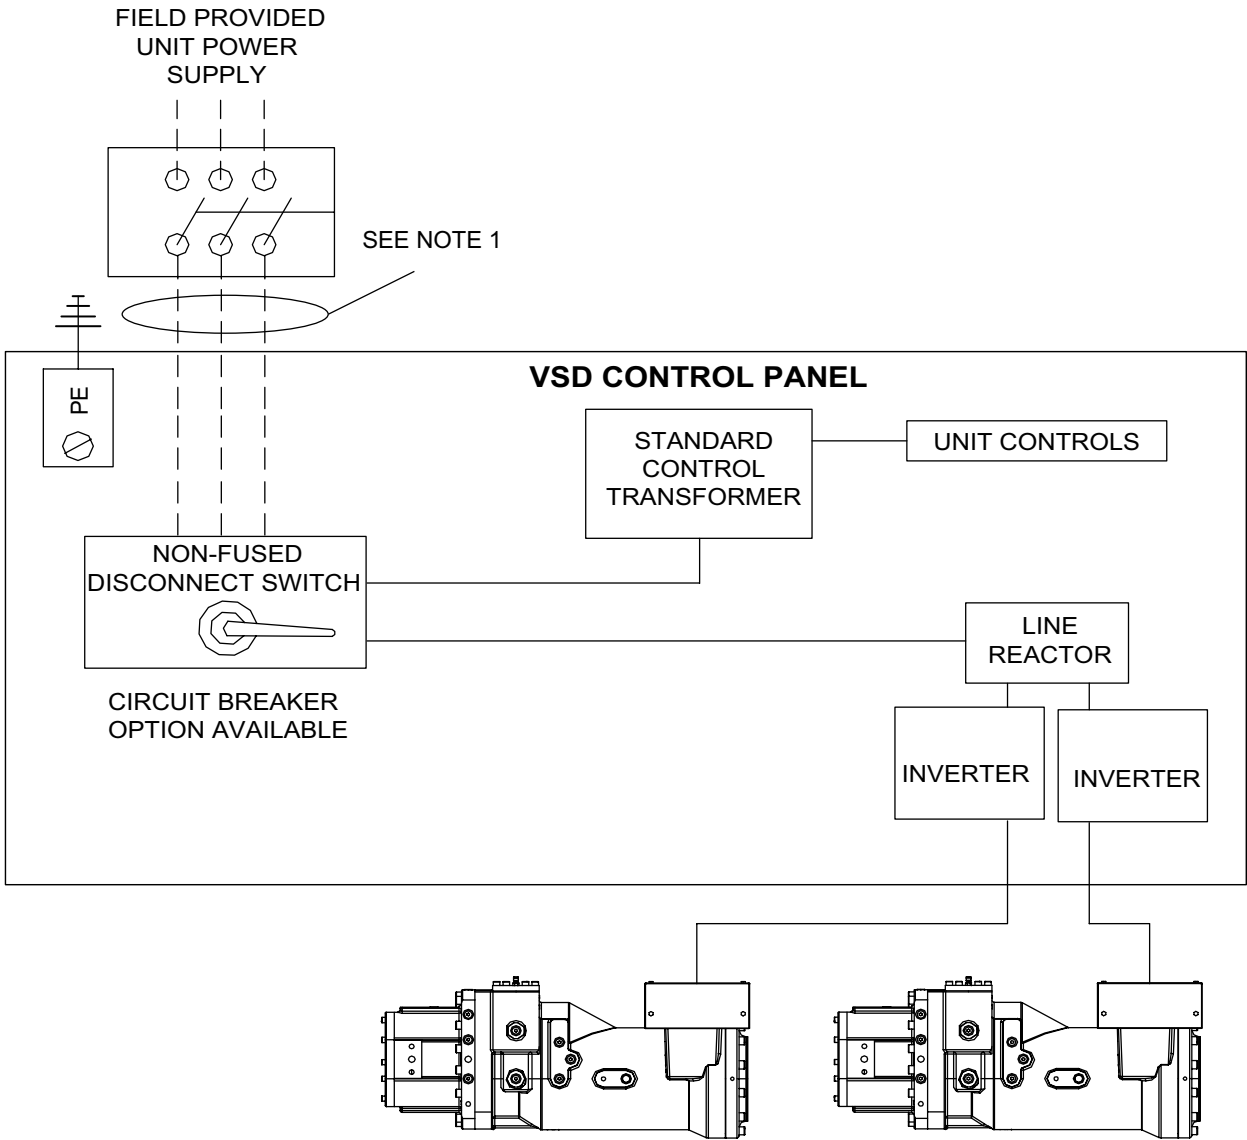 FIELD PROVIDED
UNIT POWER
SUPPLY
SEE NOTE 1
VSD CONTROL PANEL
PE
STANDARD
CONTROL
TRANSFORMER
UNIT CONTROLS
NON-FUSED
DISCONNECT SWITCH
LINE
REACTOR
CIRCUIT BREAKER
OPTION AVAILABLE
INVERTER
INVERTER